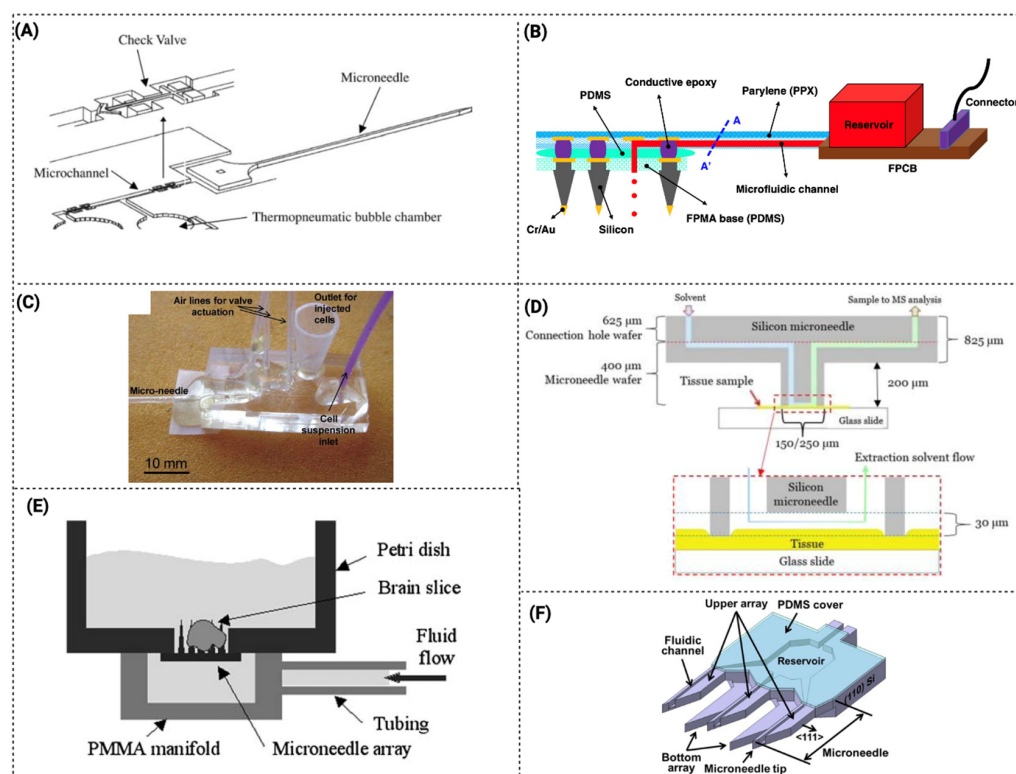 (A)
Check Valve
Microneedle
Microchannel
Thermopneumatic bubble chamber
(B)
PDMS
Conductive epoxy
A
Parylene (PPX)
Connector
Reservoir
A'
Microfluidic channel
FPCB
FPMA base (PDMS)
Cr/Au
Silicon
(C)
Air lines for valve
actuation
Outlet for
injected
cells
Micro-needle
Cell
suspension
inlet
10 mm
(D)
Solvent
Sample to MS analysis
625 µm
Connection hole wafer
Silicon microneedle
825 µm
400 µm
Microneedle wafer
200 µm
Tissue sample
Glass slide
150/250 µm
Extraction solvent flow
Silicon
microneedle
30 µm
Tissue
Glass slide
(E)
Petri dish
Brain slice
Fluid
flow
Tubing
PMMA
manifold
Microneedle array
(F)
Upper array
PDMS cover
Fluidic
channel
Reservoir
(110) Si
<111>
Microneedle
Bottom
array
Microneedle tip